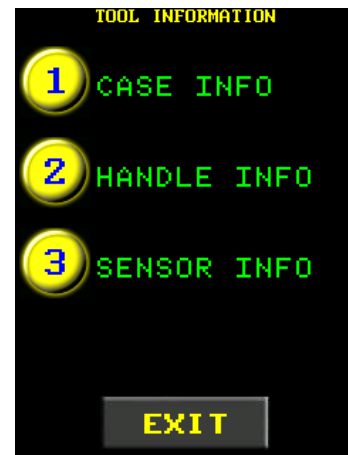 TOOL INFORMATION
1 CASE INFO
2 HANDLE INFO
3 SENSOR INFO
EXIT